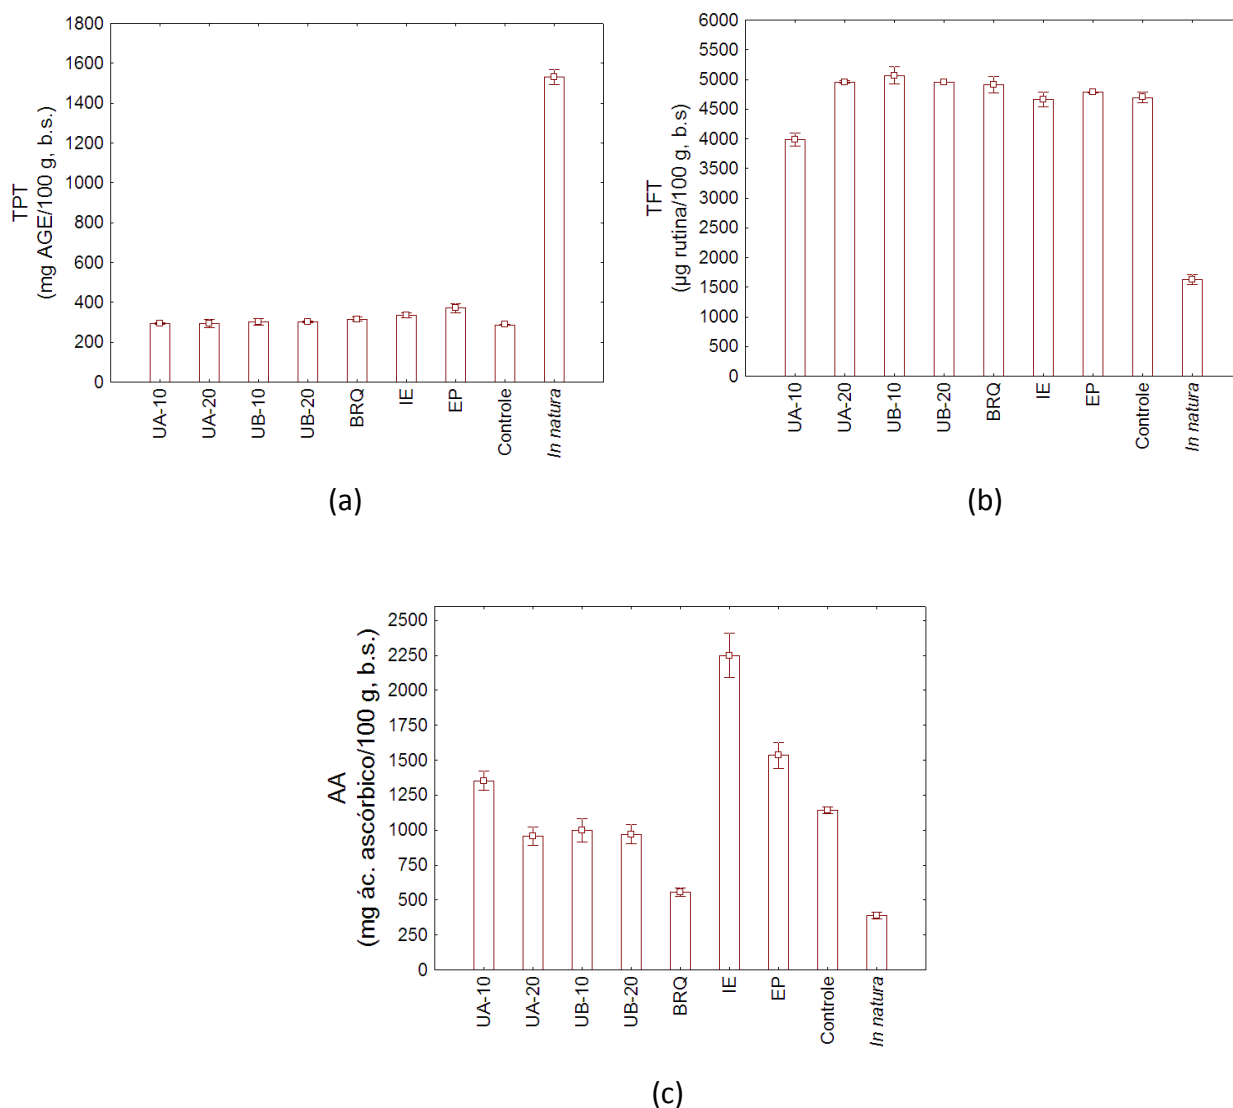 1800
1600
1400
1200
1000
800
600
400
200
0
TPT
(mg AGE/100 g, b.s.)
UA-10
UA-20
UB-10
UB-20
BRQ
IE
EP
Controle
In natura
(a)
6000
5500
5000
4500
4000
3500
3000
2500
2000
1500
1000
500
0
TFT
(µg rutina/100 g, b.s)
UA-10
UA-20
UB-10
UB-20
BRQ
IE
EP
Controle
In natura
(b)
2500
2250
2000
1750
1500
1250
1000
750
500
250
0
AA
(mg ác. ascórbico/100 g, b.s.)
UA-10
UA-20
UB-10
UB-20
BRQ
IE
EP
Controle
In natura
(c)